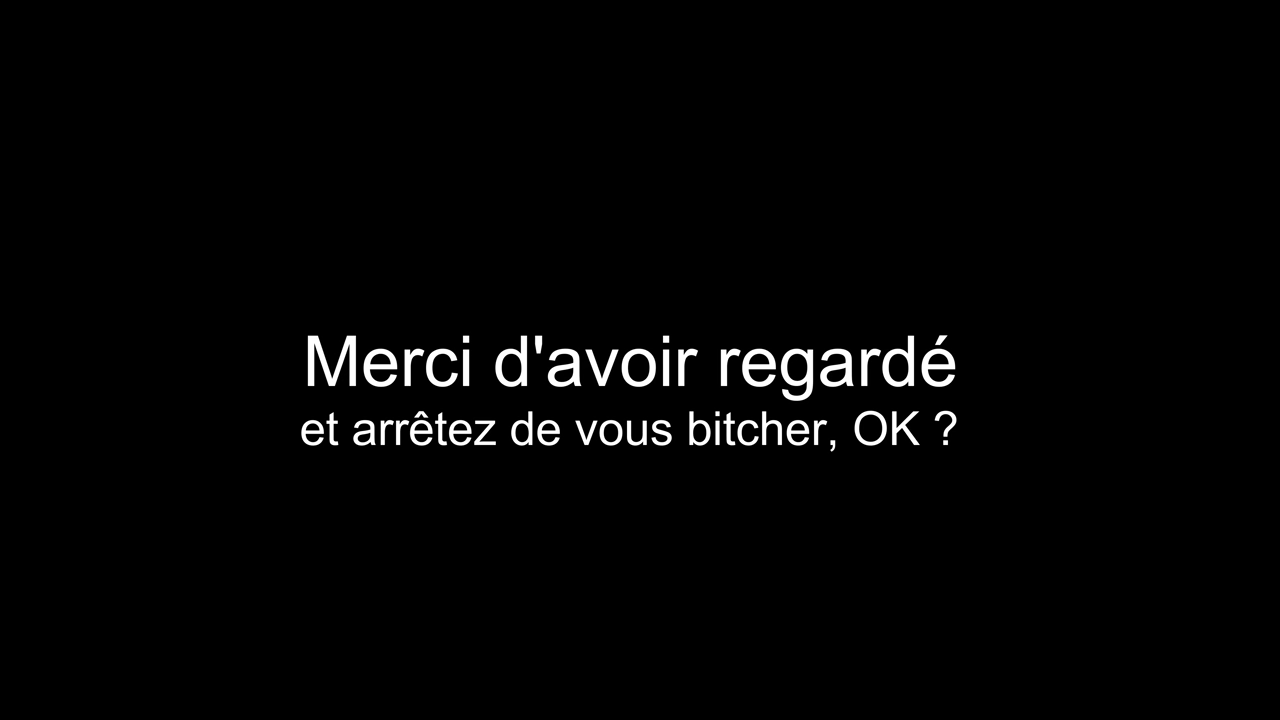 Merci d'avoir regardé
et arrêtez de vous bitcher, OK ?